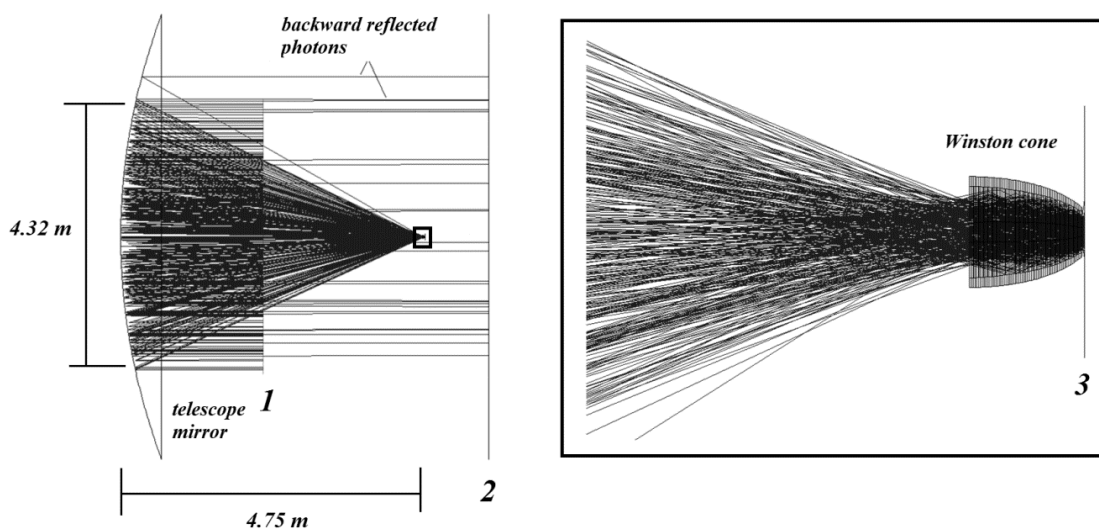 backward reflected
photons
4.32 m
telescope
mirror
1
2
4.75 m
Winston cone
3